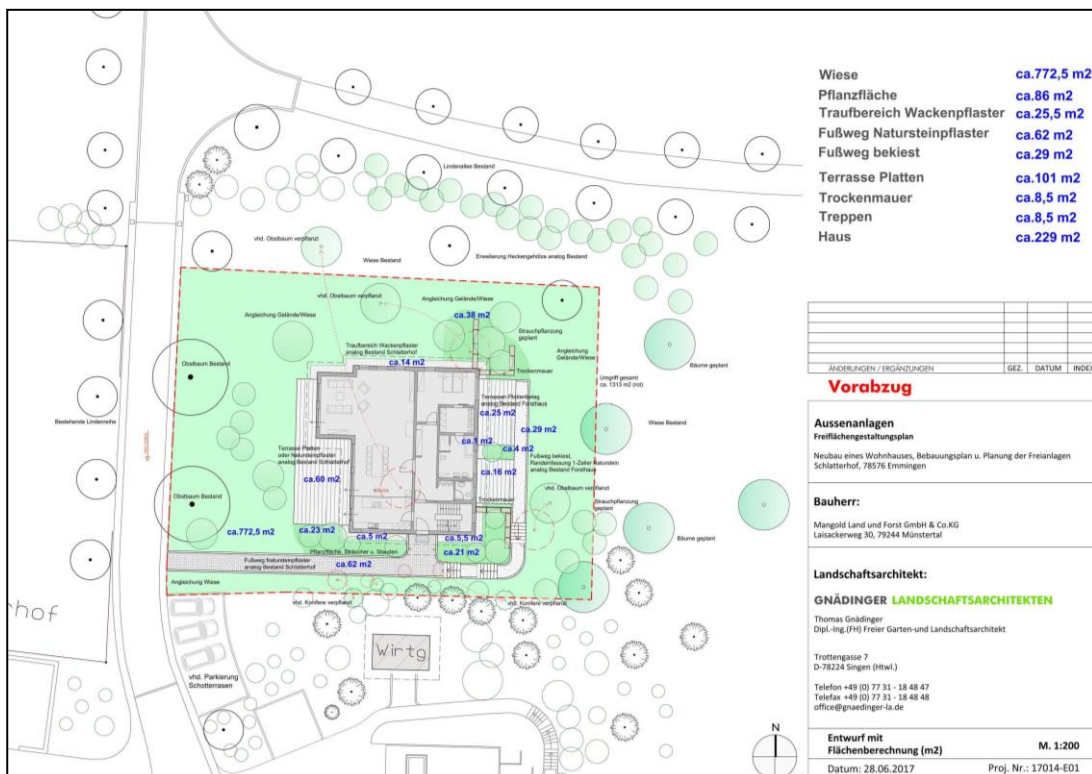 Wiese ca.772,5 m2
Pflanzfläche ca.86 m2
Traufbereich Wackenpflaster ca.25,5 m2
Fußweg Natursteinpflaster ca.62 m2
Fußweg bekiest ca.29 m2
Terrasse Platten ca.101 m2
Trockenmauer ca.8,5 m2
Treppen ca.8,5 m2
Haus ca.229 m2
Lindenallee Bestand
vhd. Obstbaum verpflanzt
Wiese Bestand
Erweiterung Heckengehölze analog Bestand
vhd. Obstbaum verpflanzt
Angleichung Gelände/Wiese
Angleichung Gelände/Wiese
ca.38 m2
Strauchpflanzung
geplant
Traufbereich Wackenpflaster
analog Bestand Schlatterhof
ca.14 m2
Angleichung
Gelände/Wiese
Obstbaum Bestand
Trockenmauer
Bäume geplant
Umgriff gesamt
ca. 1313 m2 (rot)
Bestehende Lindenreihe
Terrassen Plattenbelag
analog Bestand Forsthaus
ca.25 m2
ca.29 m2
Wiese Bestand
ca.1 m2
ca.4 m2
Terrasse Platten
oder Natursteinpflaster
analog Bestand Schlatterhof
ca.60 m2
Fußweg bekiest,
Randeinfassung 1-Zeiler Naturstein
analog Bestand Forsthaus
ca.16 m2
vhd. Obstbaum verpflanzt
Obstbaum Bestand
Trockenmauer
Strauchpflanzung
geplant
ca.772,5 m2
ca.23 m2
ca.5 m2
ca.5,5 m2
Bäume geplant
Pflanzfläche, Sträucher u. Stauden
ca.21 m2
Fußweg Natursteinpflaster
analog Bestand Schlatterhof
ca.62 m2
Angleichung Wiese
vhd. Konifere verpflanzt
vhd. Konifere verpflanzt
hof
Wirtg
vhd. Parkierung
Schotterrasen
N
ÄNDERUNGEN / ERGÄNZUNGEN GEZ. DATUM INDEX
Vorabzug
Aussenanlagen
Freiflächengestaltungsplan
Neubau eines Wohnhauses, Bebauungsplan u. Planung der Freianlagen
Schlatterhof, 78576 Emmingen
Bauherr:
Mangold Land und Forst GmbH & Co.KG
Laisackerweg 30, 79244 Münstertal
Landschaftsarchitekt:
GNÄDINGER LANDSCHAFTSARCHITEKTEN
Thomas Gnädinger
Dipl.-Ing.(FH) Freier Garten-und Landschaftsarchitekt
Trottengasse 7
D-78224 Singen (Htwl.)
Telefon +49 (0) 77 31 - 18 48 47
Telefax +49 (0) 77 31 - 18 48 48
office@gnaedinger-la.de
Entwurf mit
Flächenberechnung (m2) M. 1:200
Datum: 28.06.2017 Proj. Nr.: 17014-E01